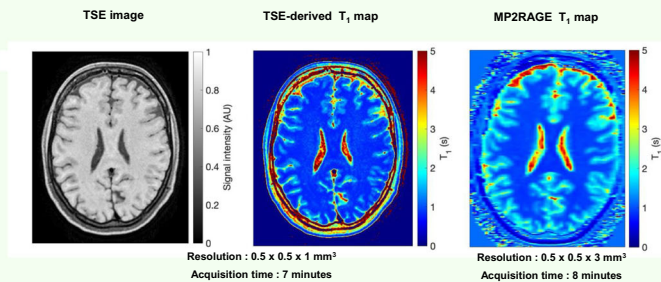 TSE image
TSE-derived T₁ map
MP2RAGE T₁ map
1
0.8
0.6
0.4
0.2
0
Signal intensity (AU)
5
4
3
2
1
0
T₁ (s)
5
4
3
2
1
0
T₁ (s)
Resolution : 0.5 x 0.5 x 1 mm³
Acquisition time : 7 minutes
Resolution : 0.5 x 0.5 x 3 mm³
Acquisition time : 8 minutes